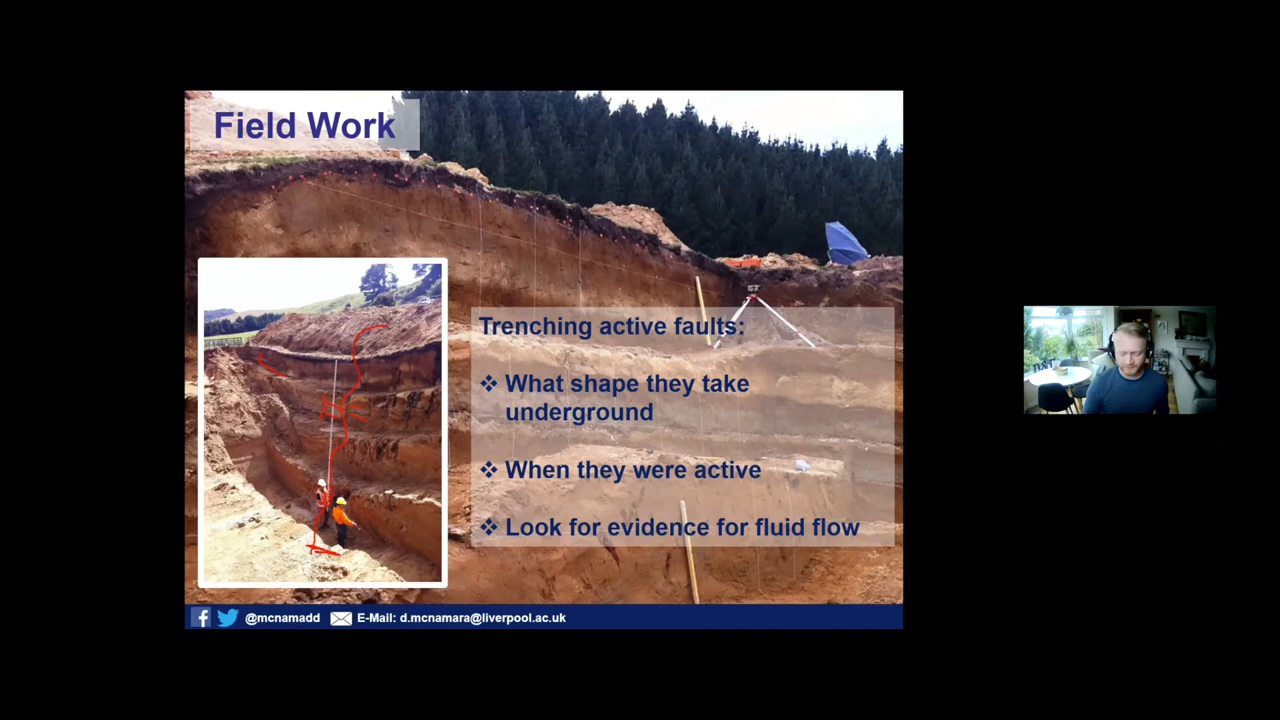 Field Work
Trenching active faults:
❖ What shape they take
underground
❖ When they were active
❖ Look for evidence for fluid flow
@mcnamadd E-Mail: d.mcnamara@liverpool.ac.uk